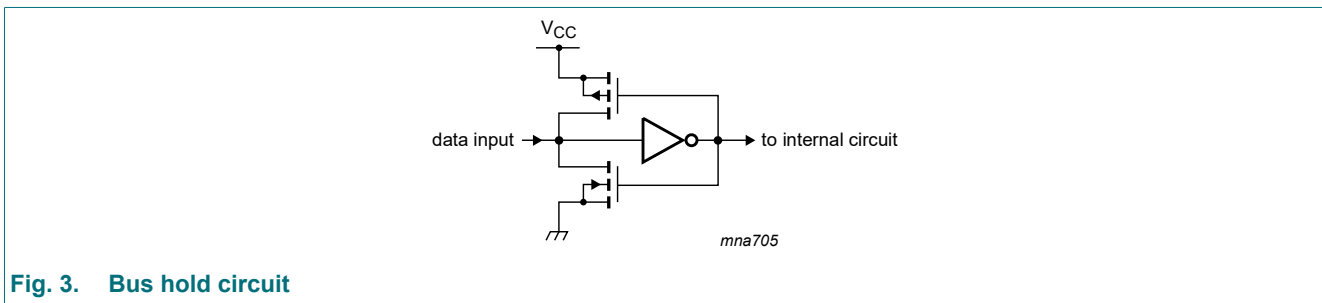 VCC
data input
to internal circuit
mna705
Fig. 3. Bus hold circuit